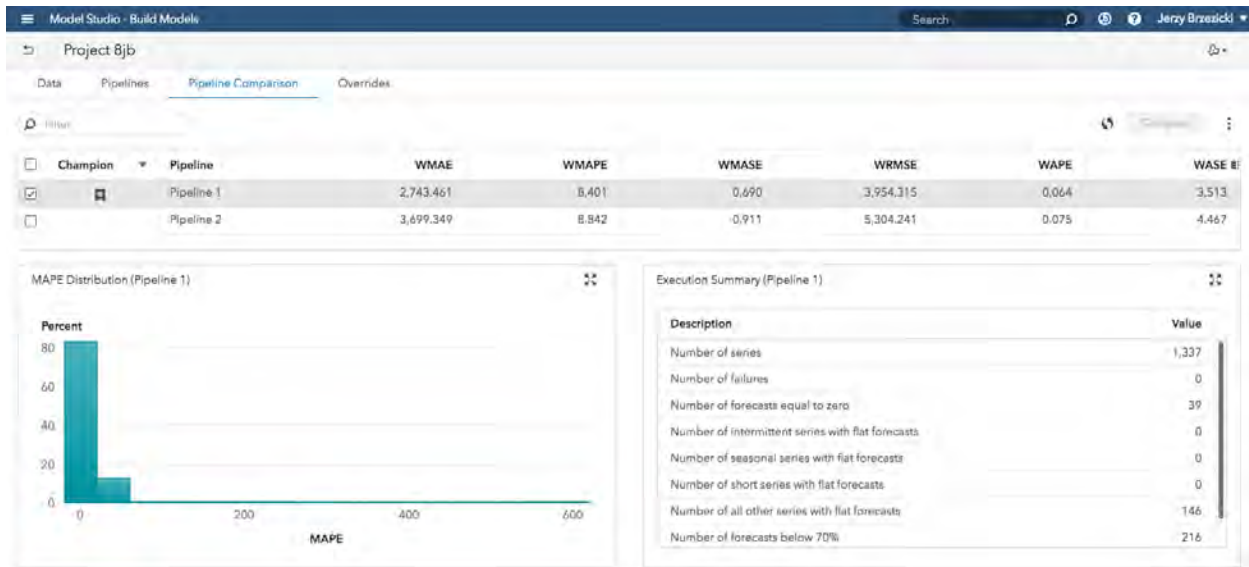 Model Studio - Build Models Search Jerzy Brzezicki
Project 8jb
Data Pipelines Pipeline Comparison Overrides
Filter
Champion Pipeline WMAE WMAPE WMASE WRMSE WAPE WASE
Pipeline 1 2,743.461 8.401 0.690 3,954.315 0.064 3.513
Pipeline 2 3,699.349 8.842 0.911 5,304.241 0.075 4.467
MAPE Distribution (Pipeline 1)
Percent
80
60
40
20
0
0 200 400 600
MAPE
Execution Summary (Pipeline 1)
Description Value
Number of series 1,337
Number of failures 0
Number of forecasts equal to zero 39
Number of intermittent series with flat forecasts 0
Number of seasonal series with flat forecasts 0
Number of short series with flat forecasts 0
Number of all other series with flat forecasts 146
Number of forecasts below 70% 216